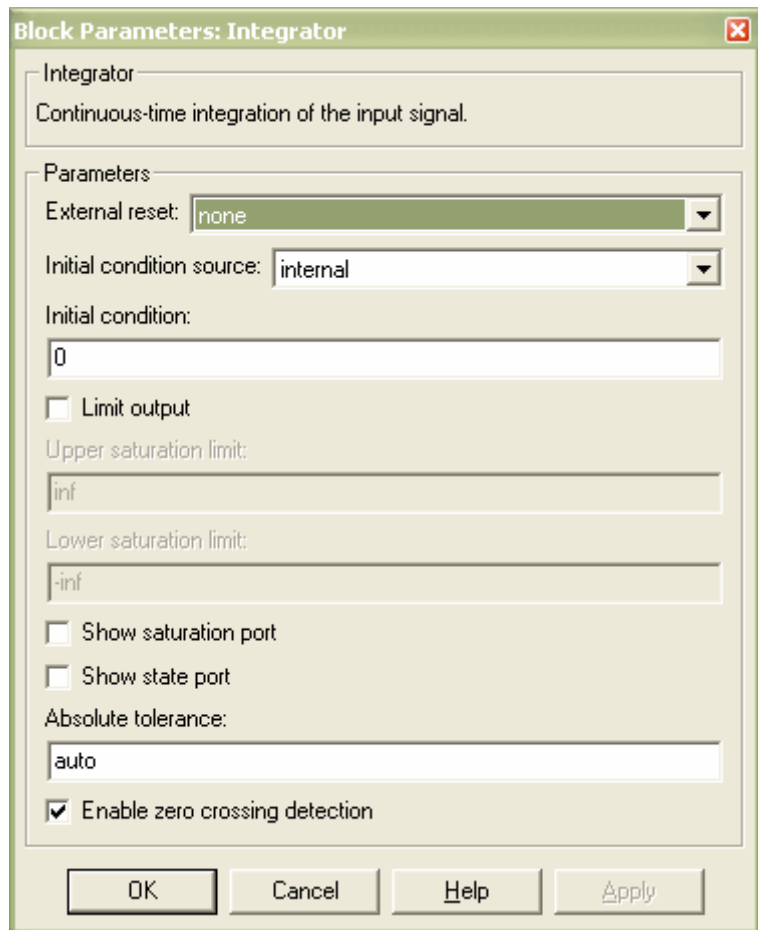 Block Parameters: Integrator
Integrator
Continuous-time integration of the input signal.
Parameters
External reset: none
Initial condition source: internal
Initial condition:
0
Limit output
Upper saturation limit:
inf
Lower saturation limit:
-inf
Show saturation port
Show state port
Absolute tolerance:
auto
Enable zero crossing detection
OK Cancel Help Apply